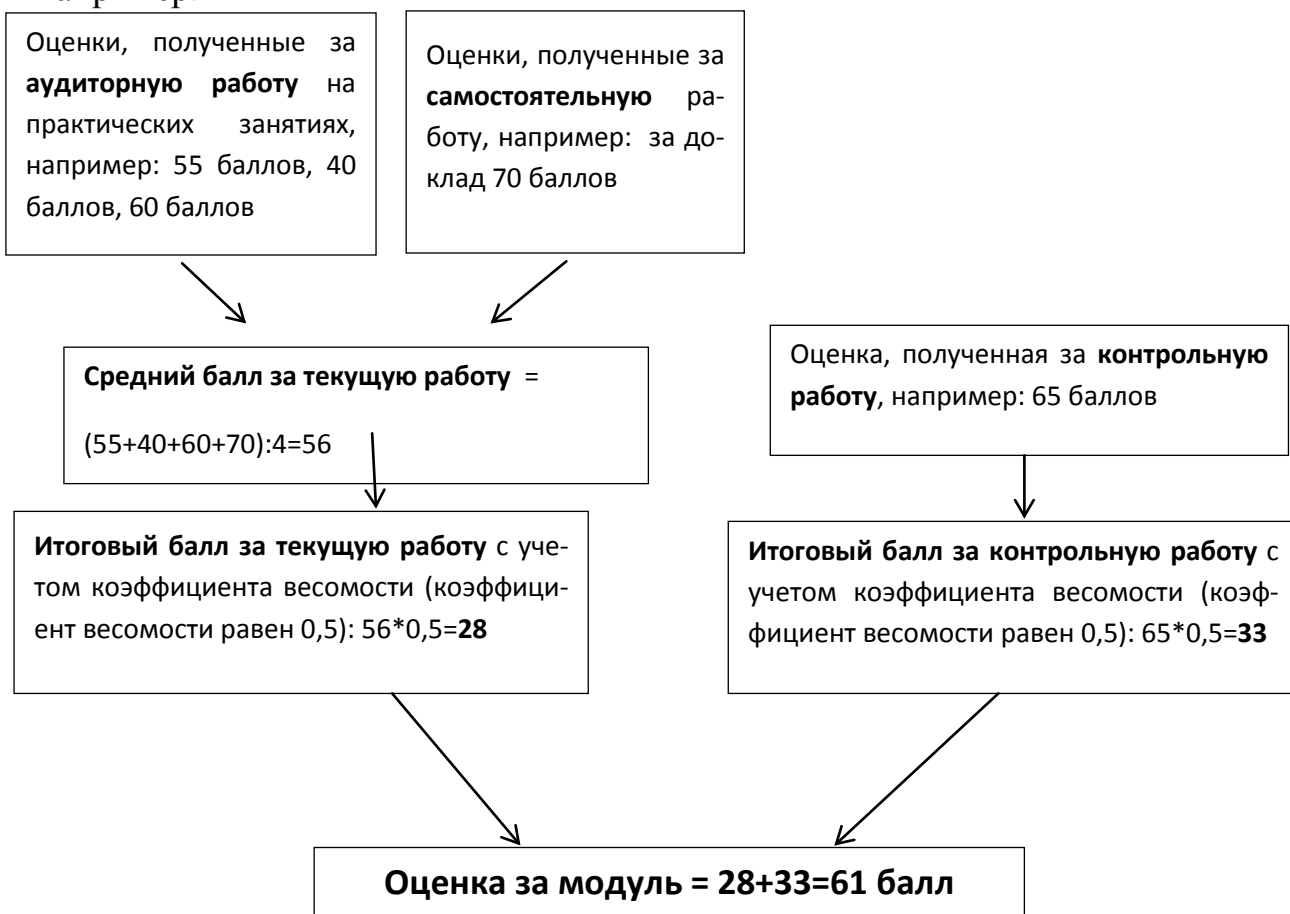 Оценки, полученные за
аудиторную работу на
практических занятиях,
например: 55 баллов, 40
баллов, 60 баллов
Оценки, полученные за
самостоятельную ра-
боту, например: за до-
клад 70 баллов
Средний балл за текущую работу =
(55+40+60+70):4=56
Оценка, полученная за контрольную
работу, например: 65 баллов
Итоговый балл за текущую работу с уче-
том коэффициента весомости (коэффици-
ент весомости равен 0,5): 56*0,5=28
Итоговый балл за контрольную работу с
учетом коэффициента весомости (коэф-
фициент весомости равен 0,5): 65*0,5=33
Оценка за модуль = 28+33=61 балл